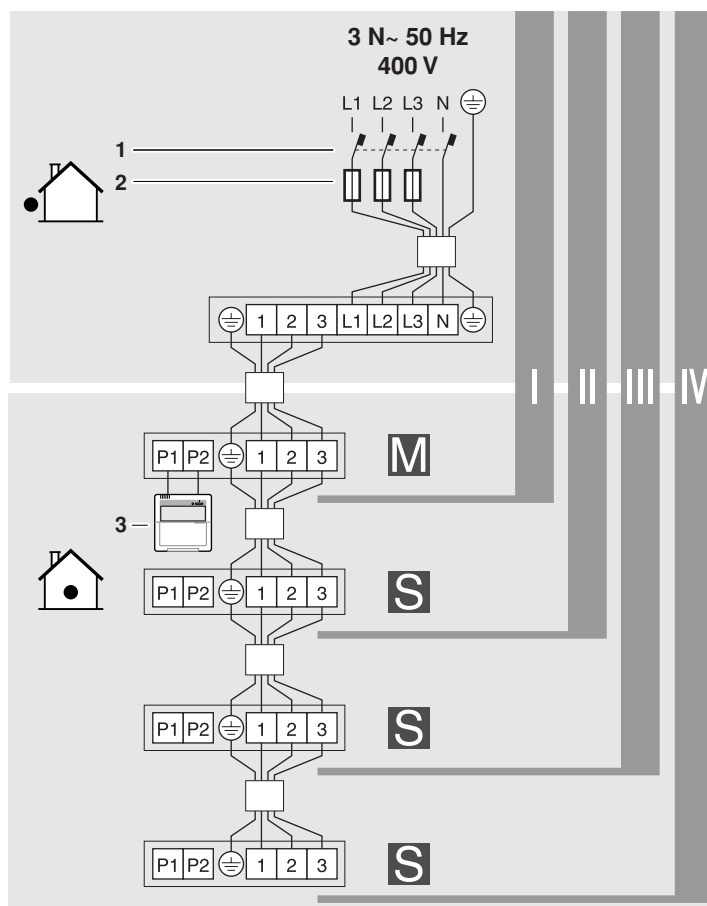 3 N~ 50 Hz
400 V
L1 L2 L3 N
1
2
1 2 3 L1 L2 L3 N
I II III IV
P1 P2 1 2 3 M
3
P1 P2 1 2 3 S
P1 P2 1 2 3 S
P1 P2 1 2 3 S